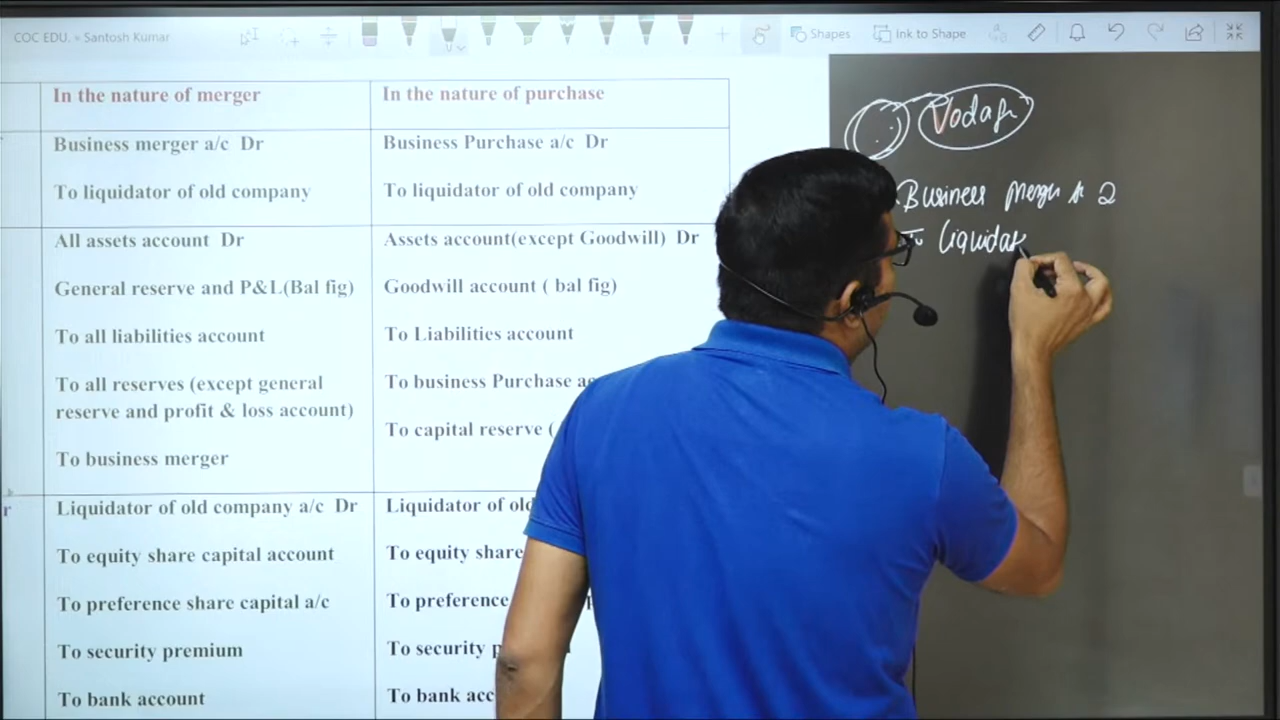 COC EDU. - Santosh Kumar
Shapes
Ink to Shape
In the nature of merger
In the nature of purchase
Business merger a/c Dr
To liquidator of old company
Business Purchase a/c Dr
To liquidator of old company
All assets account Dr
General reserve and P&L(Bal fig)
To all liabilities account
To all reserves (except general
reserve and profit & loss account)
To business merger
Assets account(except Goodwill) Dr
Goodwill account ( bal fig)
To Liabilities account
To business Purchase
To capital reserve (
r
Liquidator of old company a/c Dr
To equity share capital account
To preference share capital a/c
To security premium
To bank account
Liquidator of old
To equity share
To preference
To security
To bank acc
Business Merger
To Liquidat